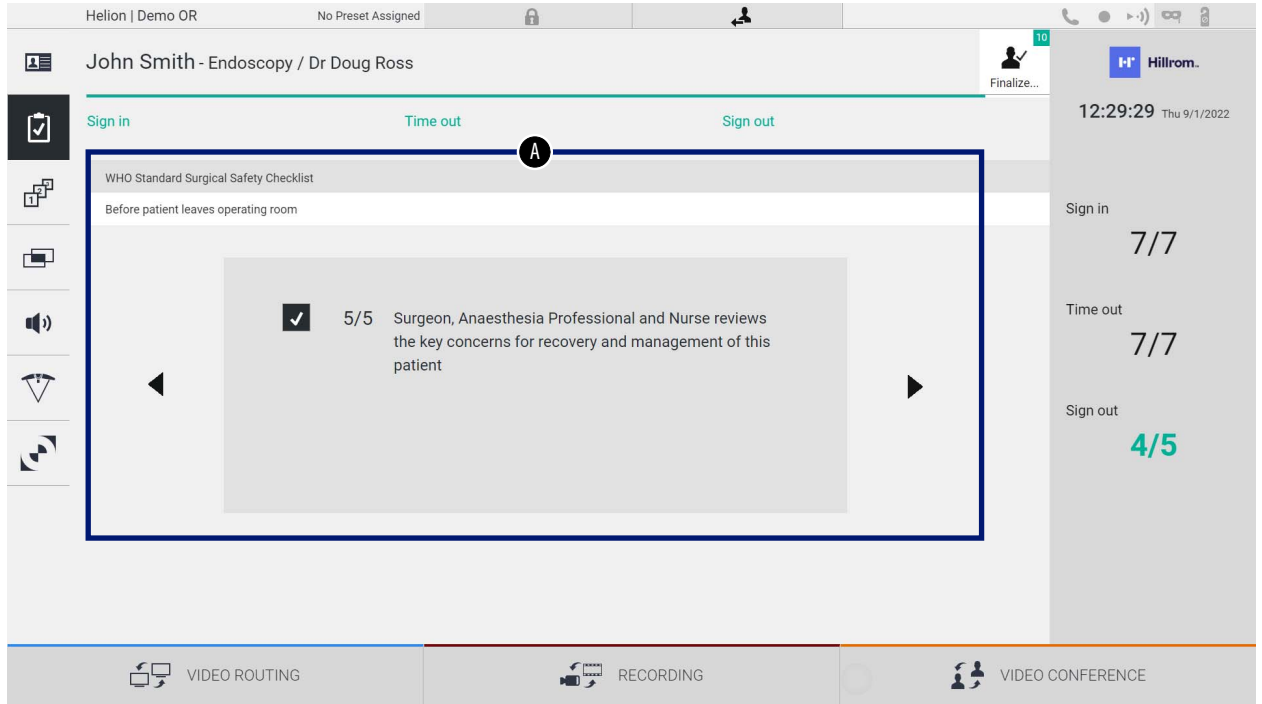 Helion | Demo OR
No Preset Assigned
John Smith - Endoscopy / Dr Doug Ross
10
Finalize...
Hillrom™
12:29:29 Thu 9/1/2022
Sign in
Time out
Sign out
A
WHO Standard Surgical Safety Checklist
Before patient leaves operating room
5/5 Surgeon, Anaesthesia Professional and Nurse reviews
the key concerns for recovery and management of this
patient
Sign in
7/7
Time out
7/7
Sign out
4/5
VIDEO ROUTING
RECORDING
VIDEO CONFERENCE